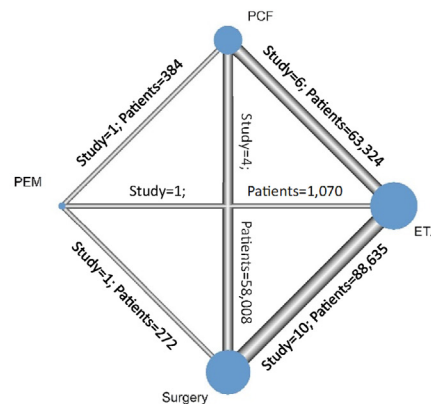 PCF
Study=1; Patients=384
Study=6; Patients=63,324
Study=4;
PEM
Study=1;
Patients=1,070
ET
Patients=58,008
Study=1; Patients=272
Study=10; Patients=88,635
Surgery